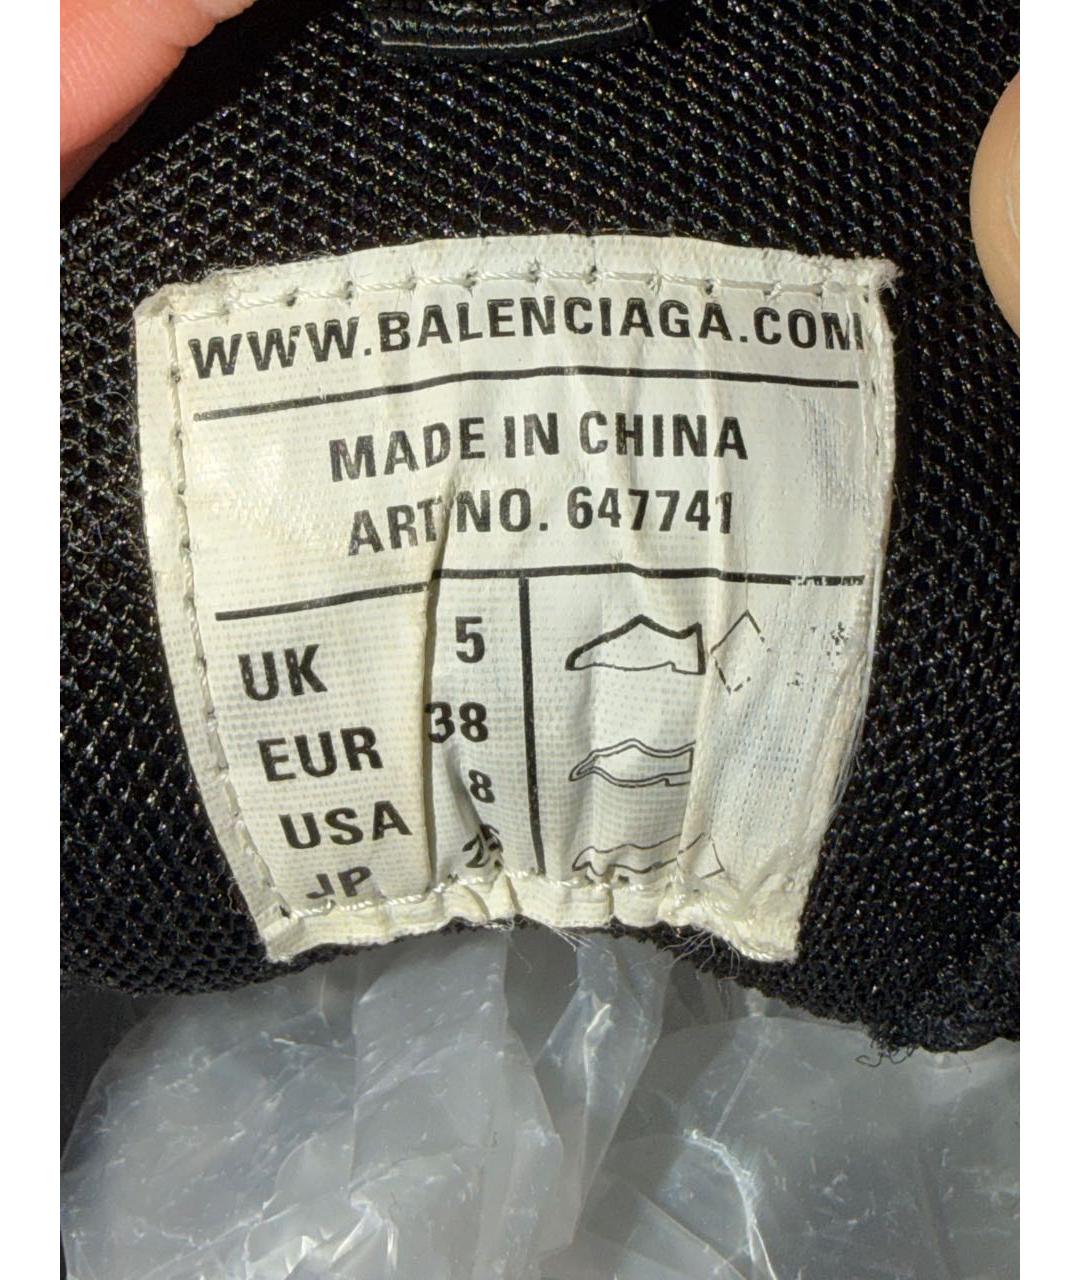 WWW.BALENCIAGA.COM
MADE IN CHINA
ART NO. 647741
UK 5
EUR 38
USA 8
JP